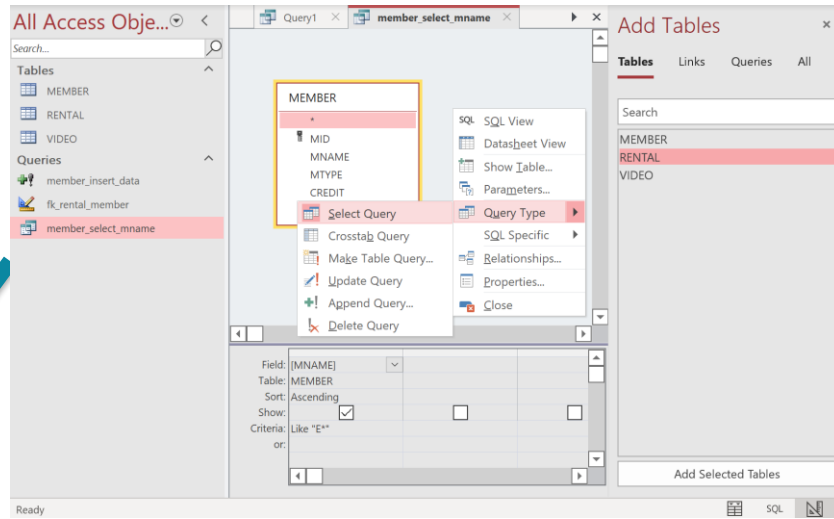 All Access Obje...
Search...
Tables
MEMBER
RENTAL
VIDEO
Queries
member_insert_data
fk_rental_member
member_select_mname
Query1
member_select_mname
MEMBER
*
MID
MNAME
MTYPE
CREDIT
SQL SQL View
Datasheet View
Show Table...
Parameters...
Query Type
SQL Specific
Relationships...
Properties...
Close
Select Query
Crosstab Query
Make Table Query...
Update Query
Append Query...
Delete Query
Field: [MNAME]
Table: MEMBER
Sort: Ascending
Show:
Criteria: Like "E*"
or:
Add Tables
Tables Links Queries All
Search
MEMBER
RENTAL
VIDEO
Add Selected Tables
Ready
SQL